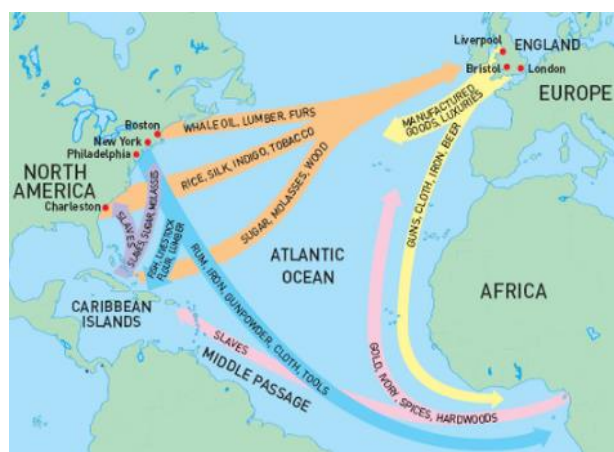 Liverpool
ENGLAND
Bristol
London
EUROPE
MANUFACTURED
GOODS, LUXURIES
Boston
New York
Philadelphia
WHALE OIL, LUMBER, FURS
NORTH
AMERICA
RICE, SILK, INDIGO, TOBACCO
GUNS, CLOTH, IRON, BEER
Charleston
SLAVES
SLAVES, SUGAR, MOLASSES
FISH, LIVESTOCK
FLOUR, LUMBER
SUGAR, MOLASSES, WOOD
RUM, IRON, GUNPOWDER, CLOTH, TOOLS
ATLANTIC
OCEAN
AFRICA
CARIBBEAN
ISLANDS
SLAVES
MIDDLE PASSAGE
GOLD, IVORY, SPICES, HARDWOODS